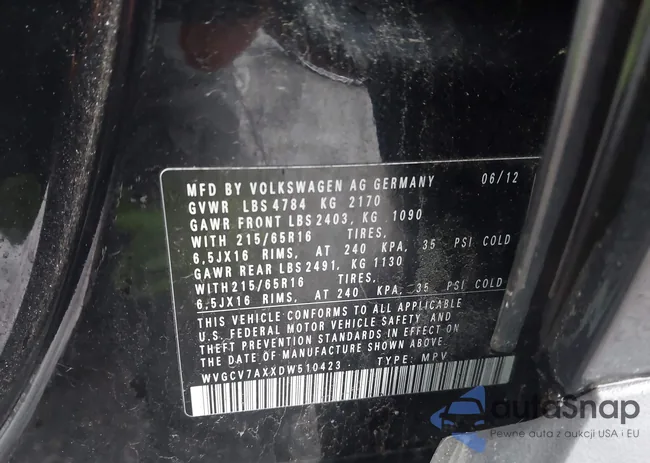 MFD BY VOLKSWAGEN AG GERMANY 06/12
GVWR LBS 4784 KG 2170
GAWR FRONT LBS 2403, KG 1090
WITH 215/65R16 TIRES,
6,5JX16 RIMS, AT 240 KPA, 35 PSI COLD
GAWR REAR LBS 2491, KG 1130
WITH 215/65R16 TIRES,
6,5JX16 RIMS, AT 240 KPA, 35 PSI COLD
THIS VEHICLE CONFORMS TO ALL APPLICABLE
U.S. FEDERAL MOTOR VEHICLE SAFETY AND
THEFT PREVENTION STANDARDS IN EFFECT ON
THE DATE OF MANUFACTURE SHOWN ABOVE.
WVGCV7AXXDW510423 TYPE: MPV
autoSnap
Pewne auta z aukcji USA i EU